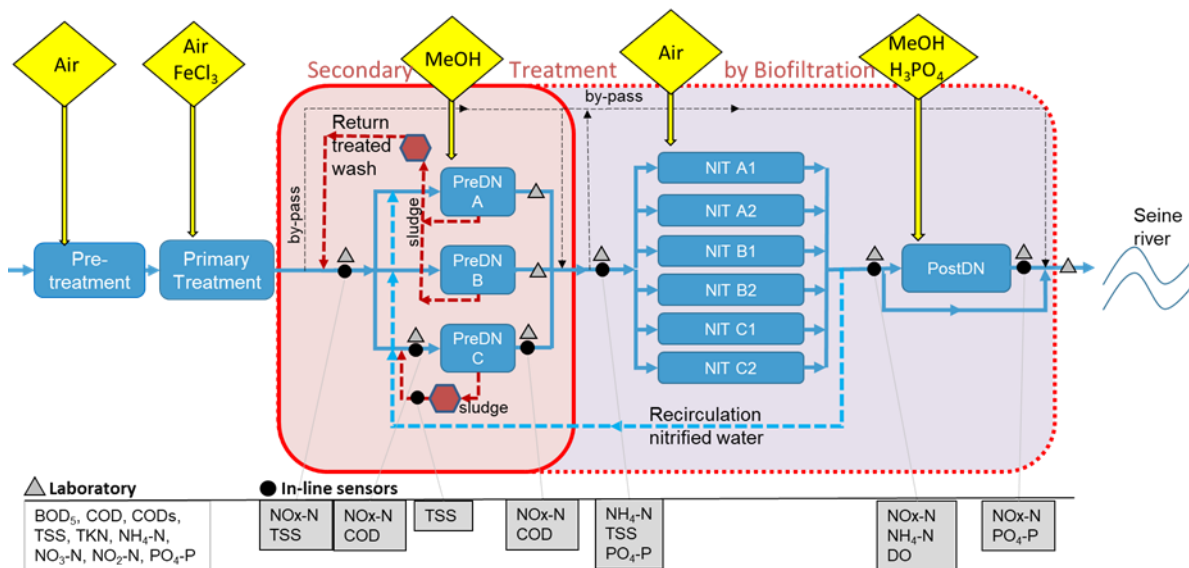 Air
Air
FeCl₃
MeOH
Air
MeOH
H₃PO₄
Secondary Treatment by Biofiltration
by-pass
by-pass
Return
treated
wash
sludge
sludge
Pre-
treatment
Primary
Treatment
PreDN
A
PreDN
B
PreDN
C
NIT A1
NIT A2
NIT B1
NIT B2
NIT C1
NIT C2
PostDN
Seine
river
Recirculation
nitrified water
Laboratory
In-line sensors
BOD₅, COD, CODs,
TSS, TKN, NH₄-N,
NO₃-N, NO₂-N, PO₄-P
NOx-N
TSS
NOx-N
COD
TSS
NOx-N
COD
NH₄-N
TSS
PO₄-P
NOx-N
NH₄-N
DO
NOx-N
PO₄-P